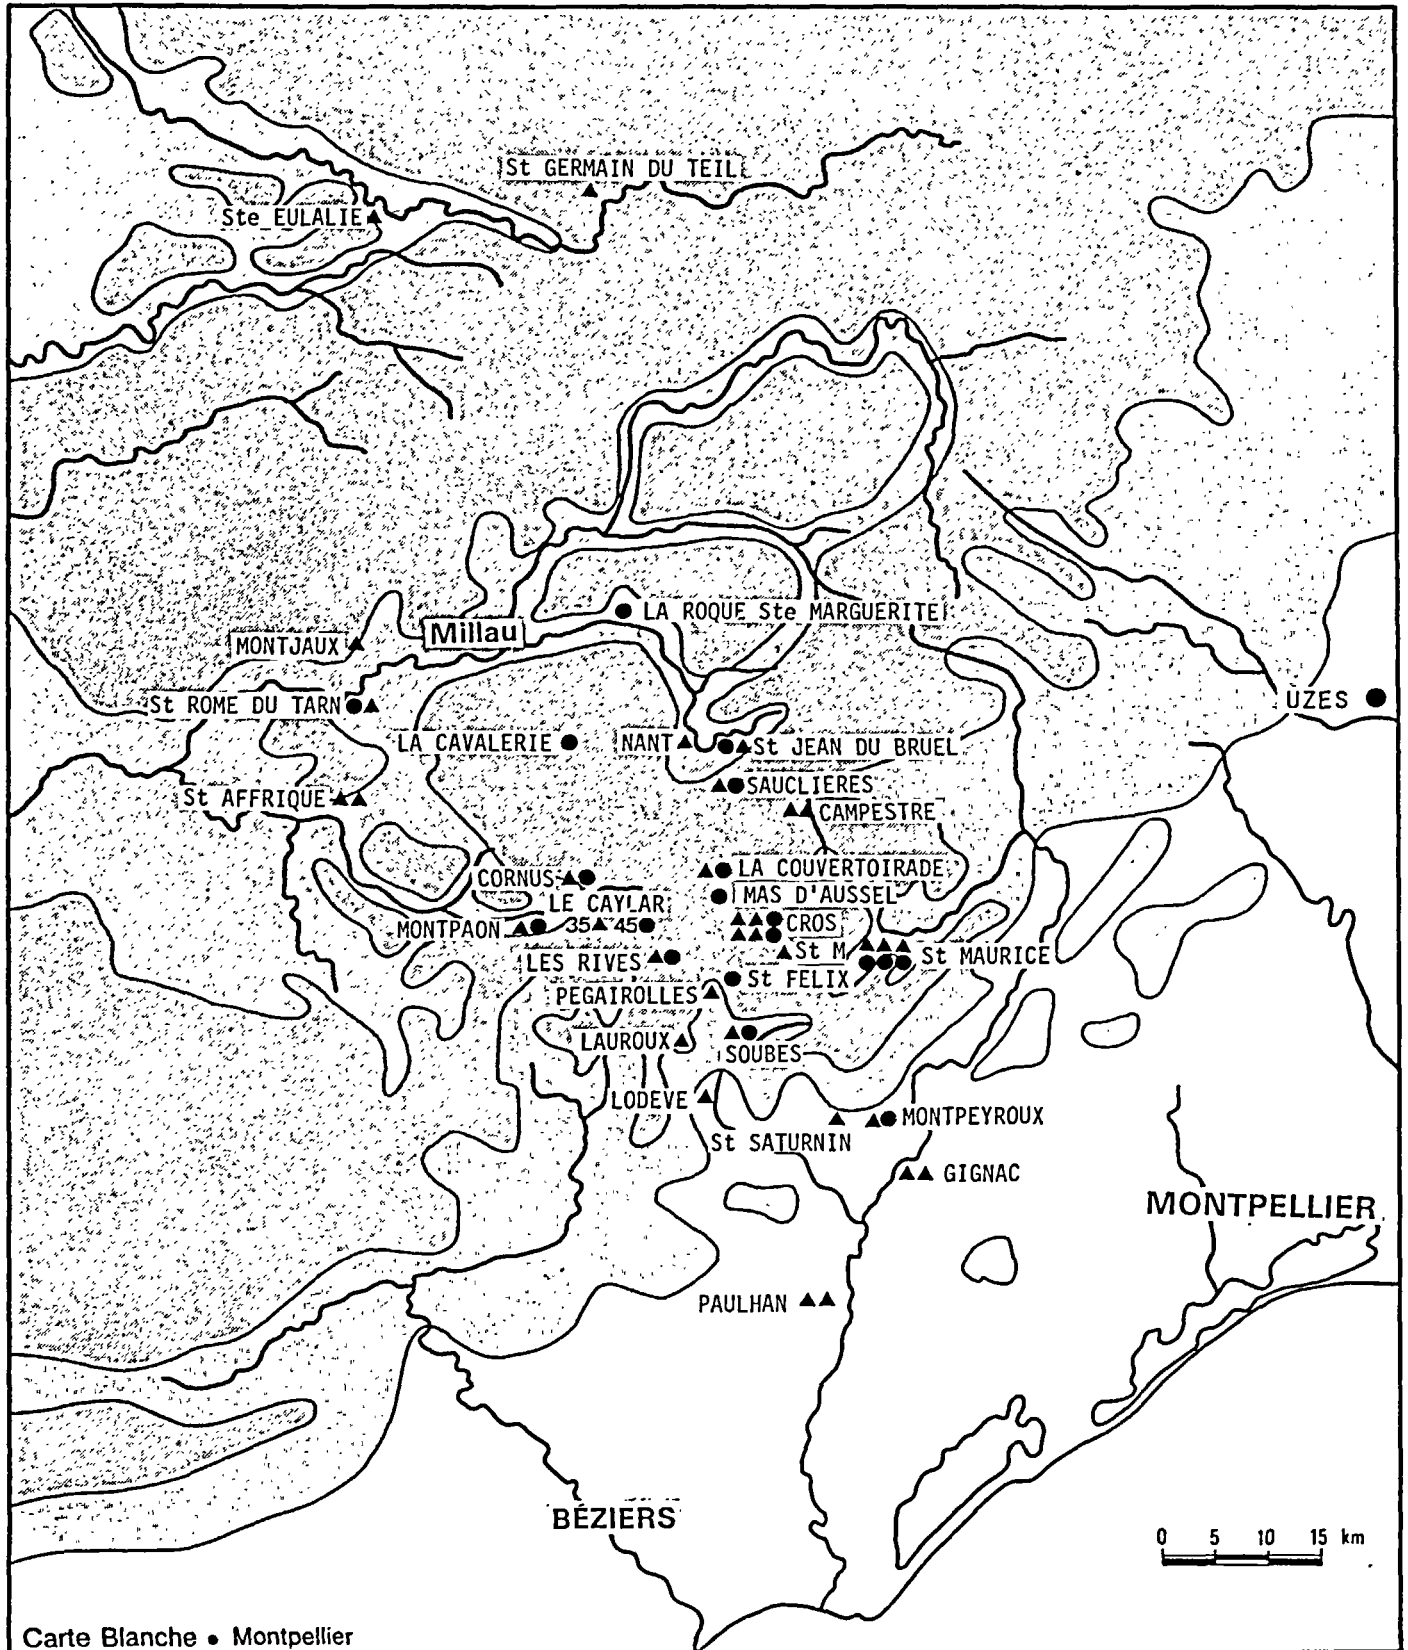 St GERMAIN DU TEIL
Ste EULALIE
LA ROQUE Ste MARGUERITE
Millau
MONTJAUX
UZES
St ROME DU TARN
LA CAVALERIE
NANT
St JEAN DU BRUEL
SAUCLIERES
St AFFRIQUE
CAMPESTRE
LA COUVERTOIRADE
CORNUS
MAS D'AUSSEL
LE CAYLAR
CROS
MONTPAON
35 45
St M
St MAURICE
LES RIVES
St FELIX
PEGAIROLLES
LAUROUX
SOUBES
LODEVE
MONTPEYROUX
St SATURNIN
GIGNAC
MONTPELLIER
PAULHAN
BÉZIERS
0 5 10 15 km
Carte Blanche • Montpellier